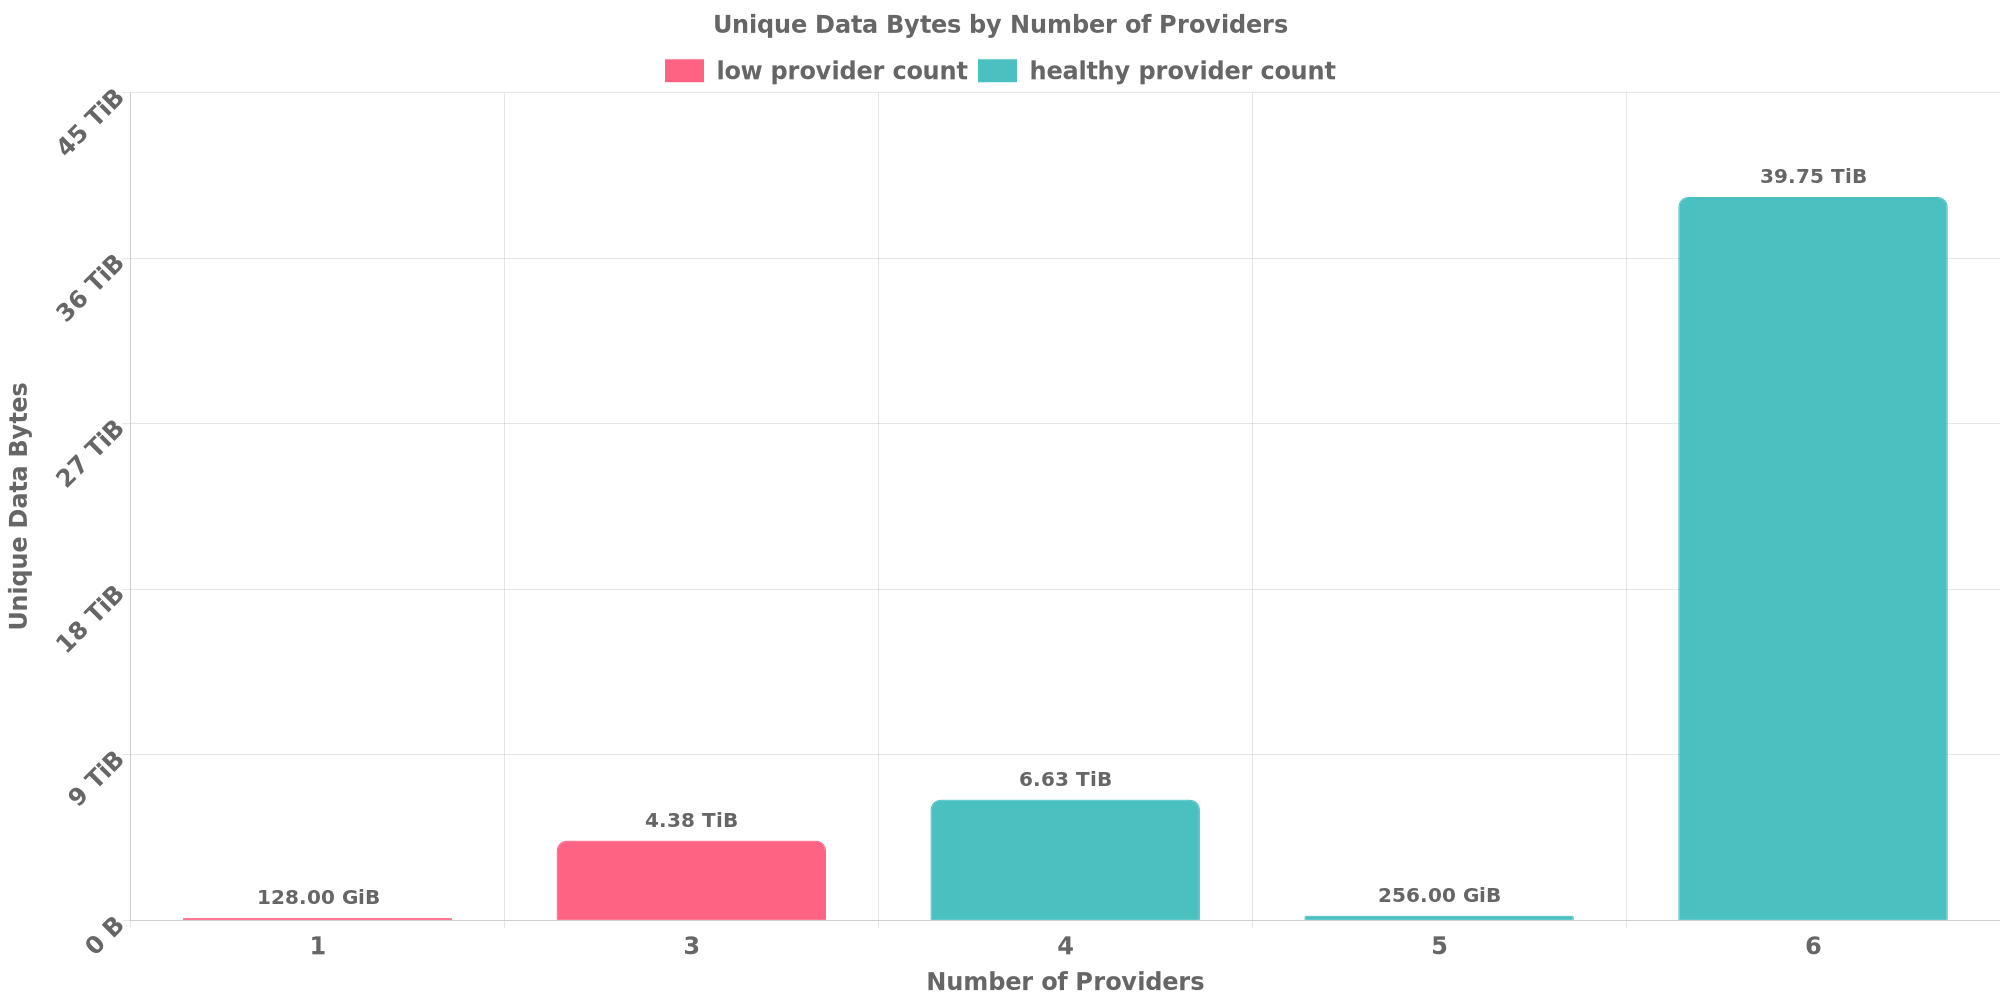 Unique Data Bytes by Number of Providers
low provider count healthy provider count
45 TiB
36 TiB
27 TiB
18 TiB
9 TiB
0 B
Unique Data Bytes
128.00 GiB
4.38 TiB
6.63 TiB
256.00 GiB
39.75 TiB
1 3 4 5 6
Number of Providers